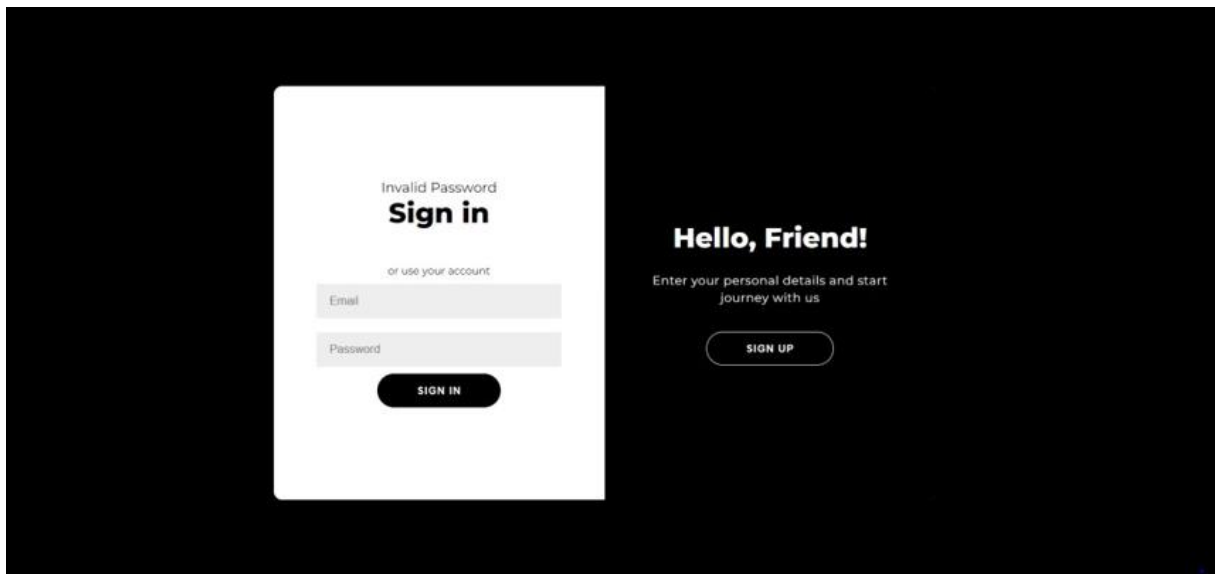 Invalid Password
Sign in
or use your account
Email
Password
SIGN IN
Hello, Friend!
Enter your personal details and start
journey with us
SIGN UP